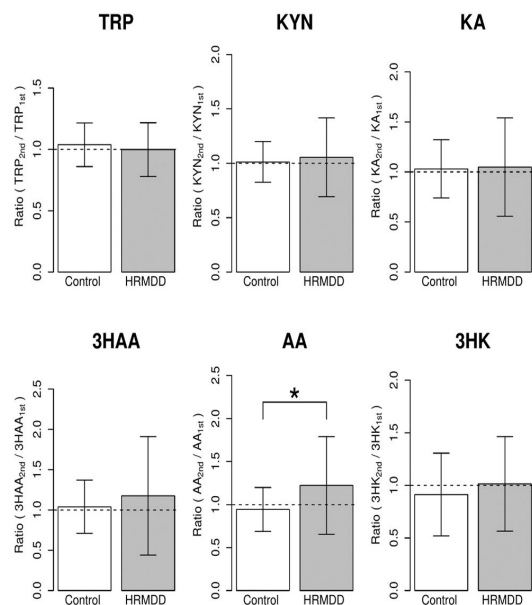 TRP
KYN
KA
Ratio ( TRP2nd / TRP1st )
0.0
0.5
1.0
1.5
Control
HRMDD
Ratio ( KYN2nd / KYN1st )
0.0
0.5
1.0
1.5
2.0
Control
HRMDD
Ratio ( KA2nd / KA1st )
0.0
0.5
1.0
1.5
2.0
Control
HRMDD
3HAA
AA
3HK
Ratio ( 3HAA2nd / 3HAA1st )
0.0
0.5
1.0
1.5
2.0
2.5
Control
HRMDD
Ratio ( AA2nd / AA1st )
0.0
0.5
1.0
1.5
2.0
2.5
*
Control
HRMDD
Ratio ( 3HK2nd / 3HK1st )
0.0
0.5
1.0
1.5
2.0
Control
HRMDD